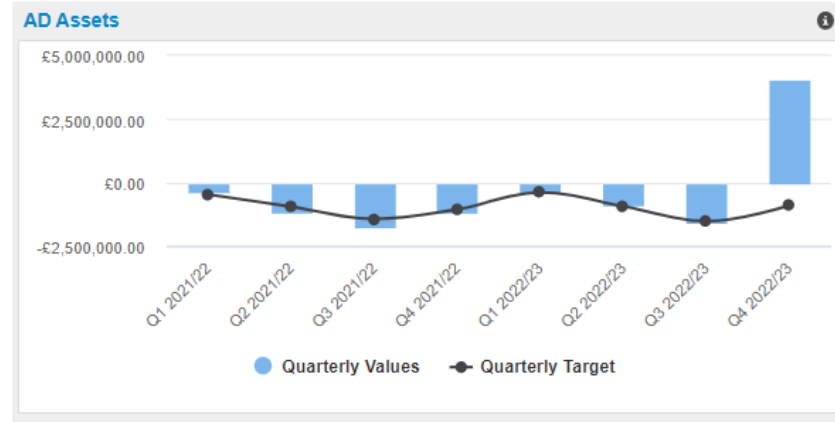 AD Assets
£5,000,000.00
£2,500,000.00
£0.00
-£2,500,000.00
Q1 2021/22
Q2 2021/22
Q3 2021/22
Q4 2021/22
Q1 2022/23
Q2 2022/23
Q3 2022/23
Q4 2022/23
Quarterly Values
Quarterly Target